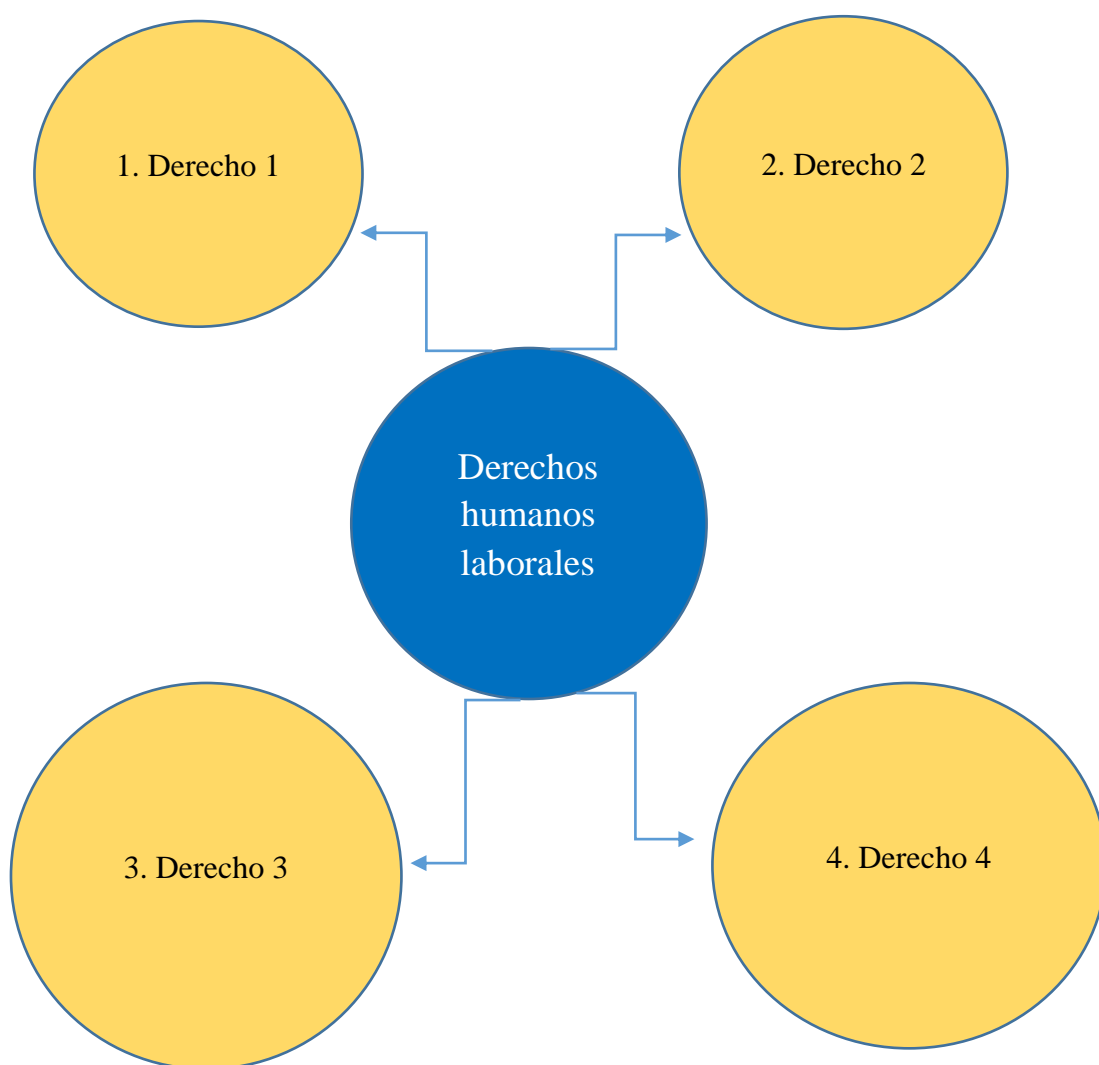 1. Derecho 1
2. Derecho 2
Derechos
humanos
laborales
3. Derecho 3
4. Derecho 4